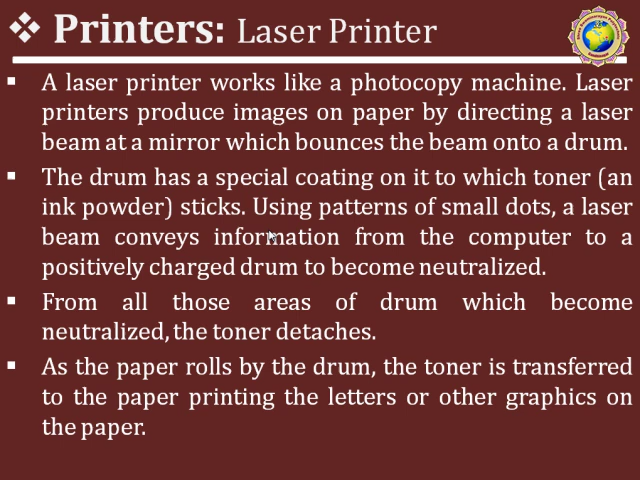 ❖ Printers: Laser Printer
▪ A laser printer works like a photocopy machine. Laser
printers produce images on paper by directing a laser
beam at a mirror which bounces the beam onto a drum.
▪ The drum has a special coating on it to which toner (an
ink powder) sticks. Using patterns of small dots, a laser
beam conveys information from the computer to a
positively charged drum to become neutralized.
▪ From all those areas of drum which become
neutralized, the toner detaches.
▪ As the paper rolls by the drum, the toner is transferred
to the paper printing the letters or other graphics on
the paper.